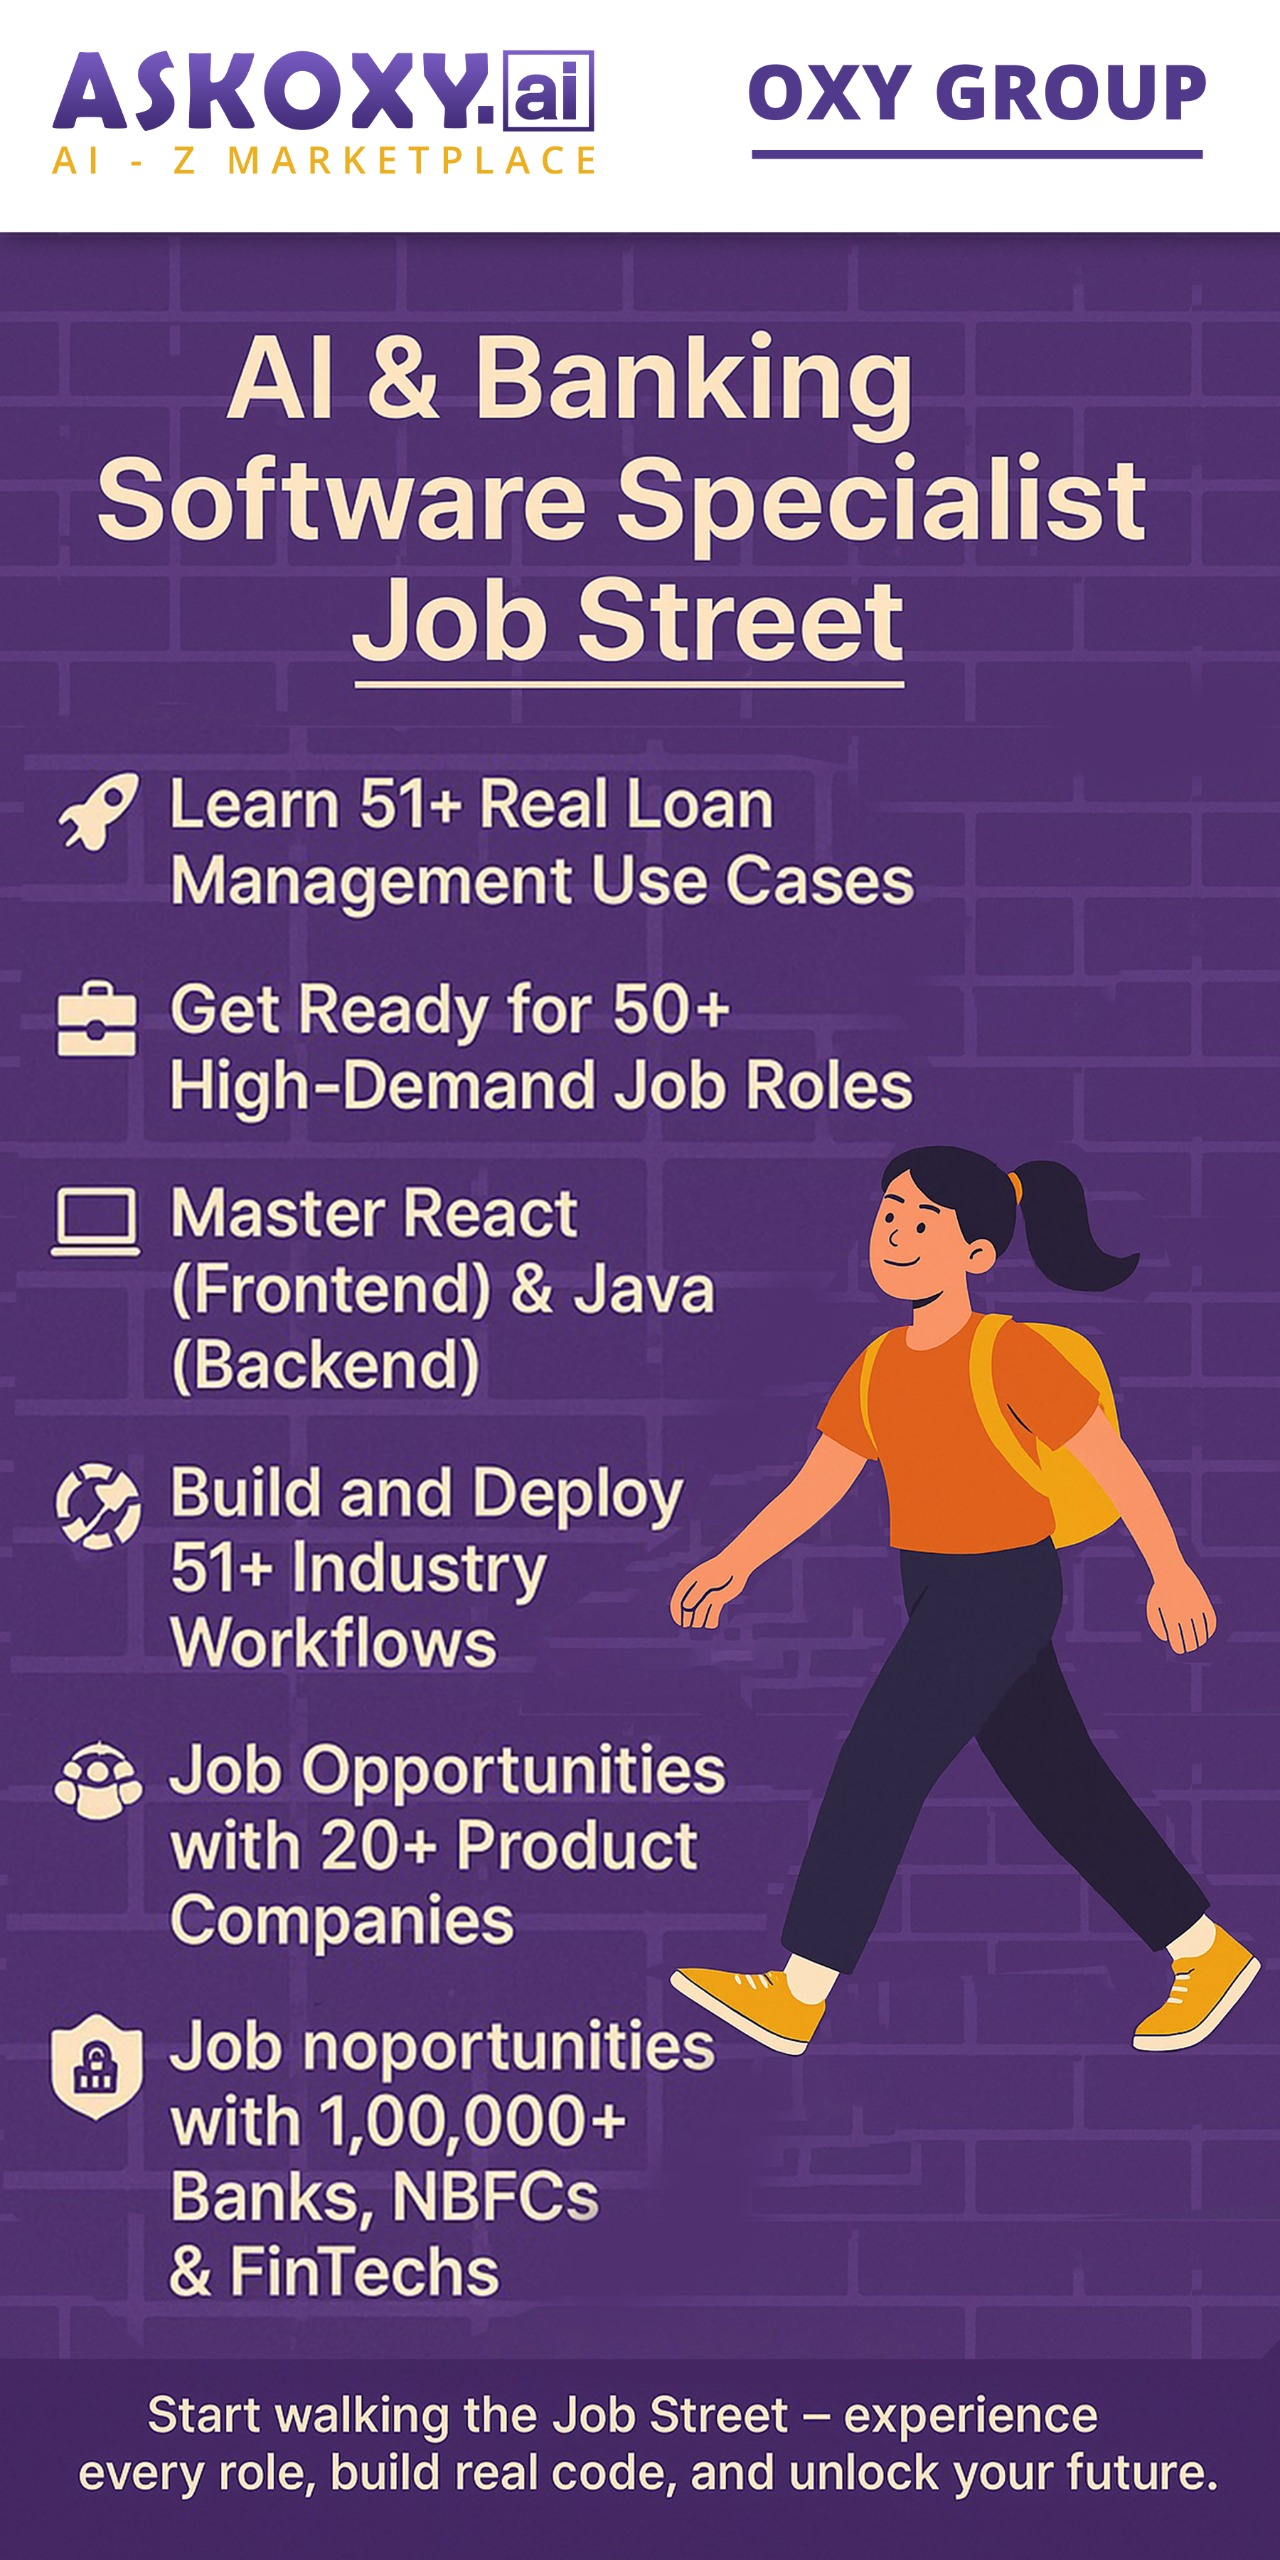 ASKOXY.ai
AI - Z MARKETPLACE
OXY GROUP
AI & Banking
Software Specialist
Job Street
Learn 51+ Real Loan
Management Use Cases
Get Ready for 50+
High-Demand Job Roles
Master React
(Frontend) & Java
(Backend)
Build and Deploy
51+ Industry
Workflows
Job Opportunities
with 20+ Product
Companies
Job noportunities
with 1,00,000+
Banks, NBFCs
& FinTechs
Start walking the Job Street – experience
every role, build real code, and unlock your future.